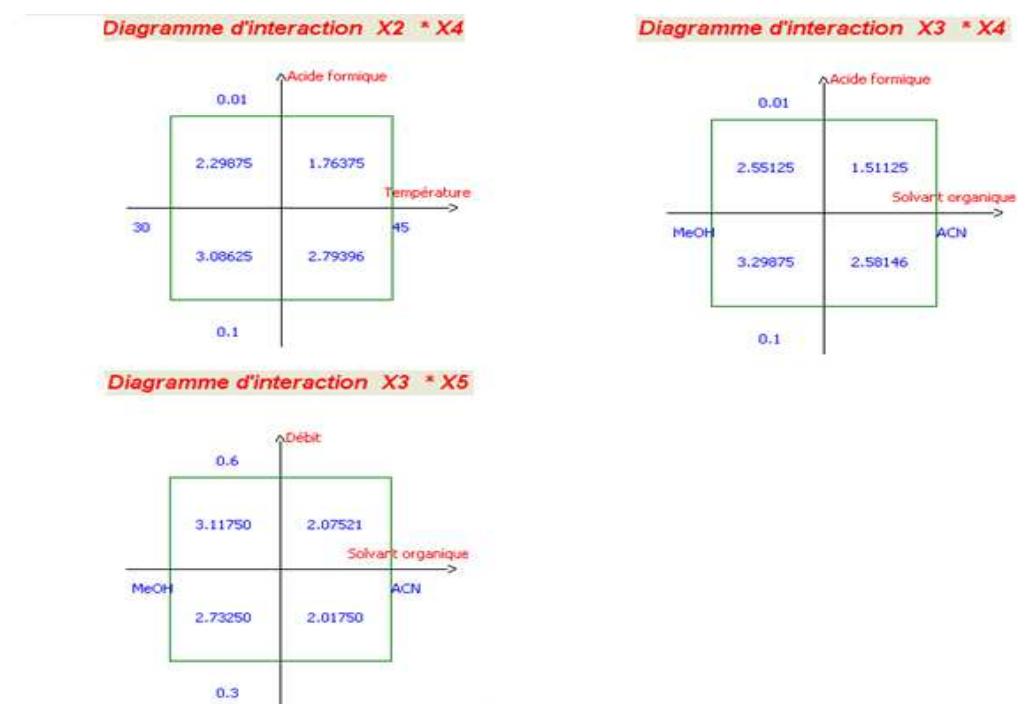 Diagramme d'interaction X2 * X4
Acide formique
0.01
2.29875 1.76375
Température
30 45
3.08625 2.79396
0.1
Diagramme d'interaction X3 * X4
Acide formique
0.01
2.55125 1.51125
Solvant organique
MeOH ACN
3.29875 2.58146
0.1
Diagramme d'interaction X3 * X5
Débit
0.6
3.11750 2.07521
Solvant organique
MeOH ACN
2.73250 2.01750
0.3